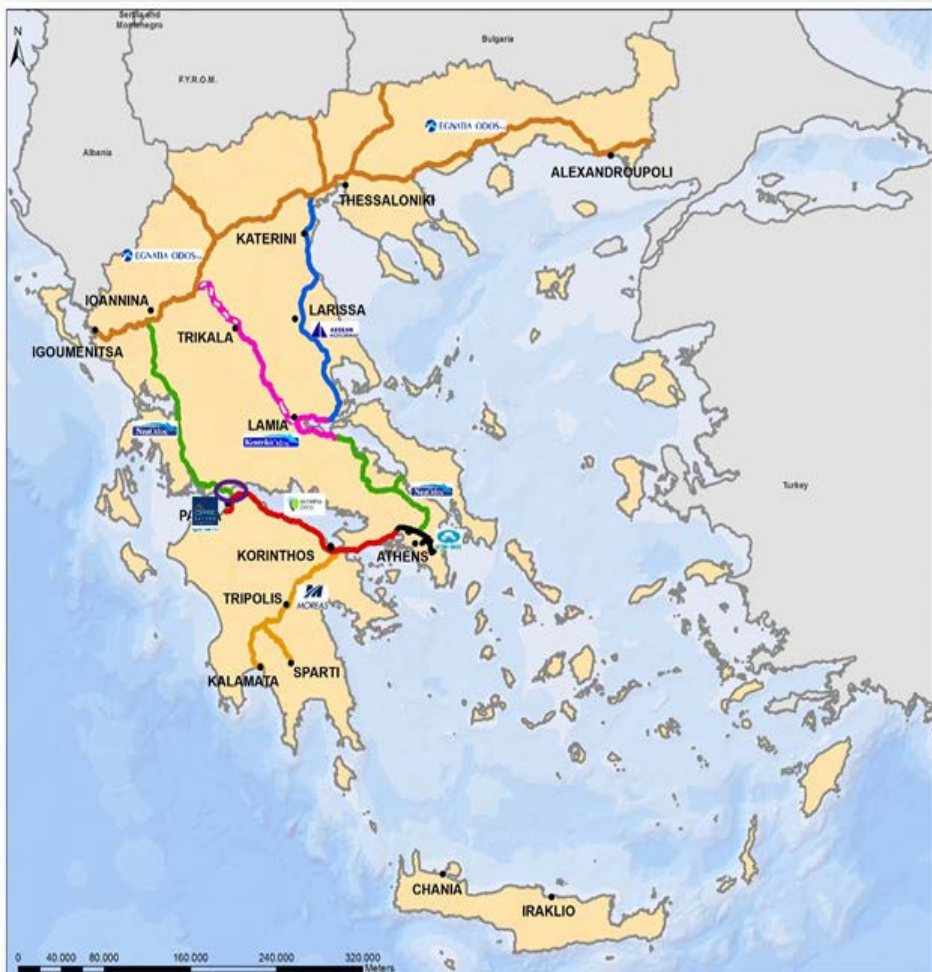 Serbia and
Montenegro
N
Bulgaria
F.Y.R.O.M.
Albania
EGNATIA ODOS
ALEXANDROUPOLI
THESSALONIKI
KATERINI
EGNATIA ODOS
IOANNINA
LARISSA
AEGEAN
TRIKALA
IGOUMENITSA
LAMIA
Turkey
KORINTHOS
ATHENS
TRIPOLIS
MOREAS
SPARTI
KALAMATA
CHANIA
IRAKLIO
0 40.000 80.000 160.000 240.000 320.000
Meters